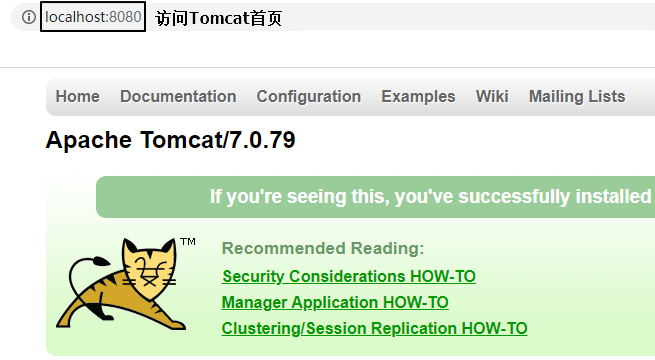 localhost:8080 访问Tomcat首页
Home Documentation Configuration Examples Wiki Mailing Lists
Apache Tomcat/7.0.79
If you're seeing this, you've successfully installed
TM
Recommended Reading:
Security Considerations HOW-TO
Manager Application HOW-TO
Clustering/Session Replication HOW-TO